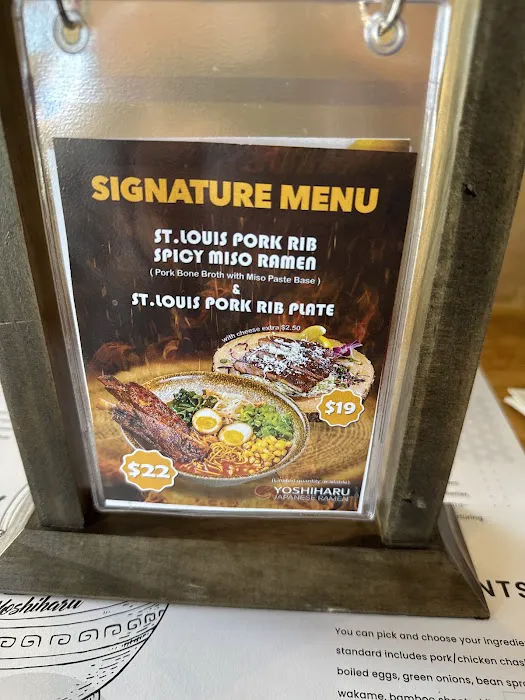 SIGNATURE MENU
ST.LOUIS PORK RIB
SPICY MISO RAMEN
( Pork Bone Broth with Miso Paste Base )
&
ST.LOUIS PORK RIB PLATE
with cheese extra $2.50
$19
$22
(Limited quantity available)
YOSHIHARU
JAPANESE RAMEN
Yoshiharu
NTS
You can pick and choose your ingredie
standard includes pork/chicken chas
boiled eggs, green onions, bean spr
wakame, bamboo